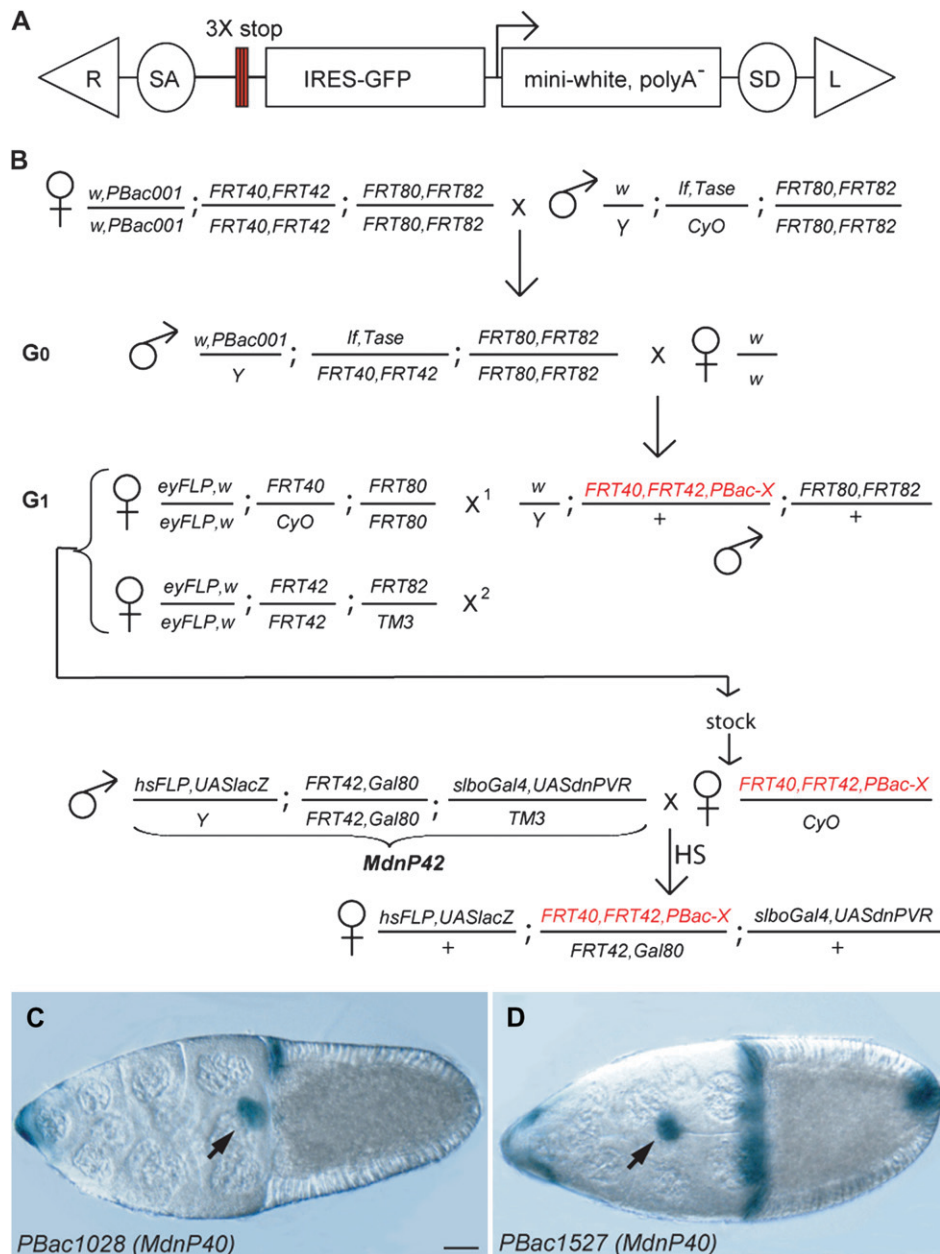 A
3X stop
R SA IRES-GFP mini-white, polyA- SD L
B
w,PBac001 ; FRT40,FRT42 ; FRT80,FRT82 X w ; If,Tase ; FRT80,FRT82
w,PBac001 FRT40,FRT42 FRT80,FRT82 Y CyO FRT80,FRT82
G0 w,PBac001 ; If,Tase ; FRT80,FRT82 X w
Y FRT40,FRT42 FRT80,FRT82 w
G1 eyFLP,w ; FRT40 ; FRT80 X1 w ; FRT40,FRT42,PBac-X ; FRT80,FRT82
eyFLP,w CyO FRT80 Y + +
eyFLP,w ; FRT42 ; FRT82 X2
eyFLP,w FRT42 TM3
stock
hsFLP,UASlacZ ; FRT42,Gal80 ; slboGal4,UASdnPVR X FRT40,FRT42,PBac-X
Y FRT42,Gal80 TM3 CyO
MdnP42
HS
hsFLP,UASlacZ ; FRT40,FRT42,PBac-X ; slboGal4,UASdnPVR
+ FRT42,Gal80 +
C
PBac1028 (MdnP40)
D
PBac1527 (MdnP40)